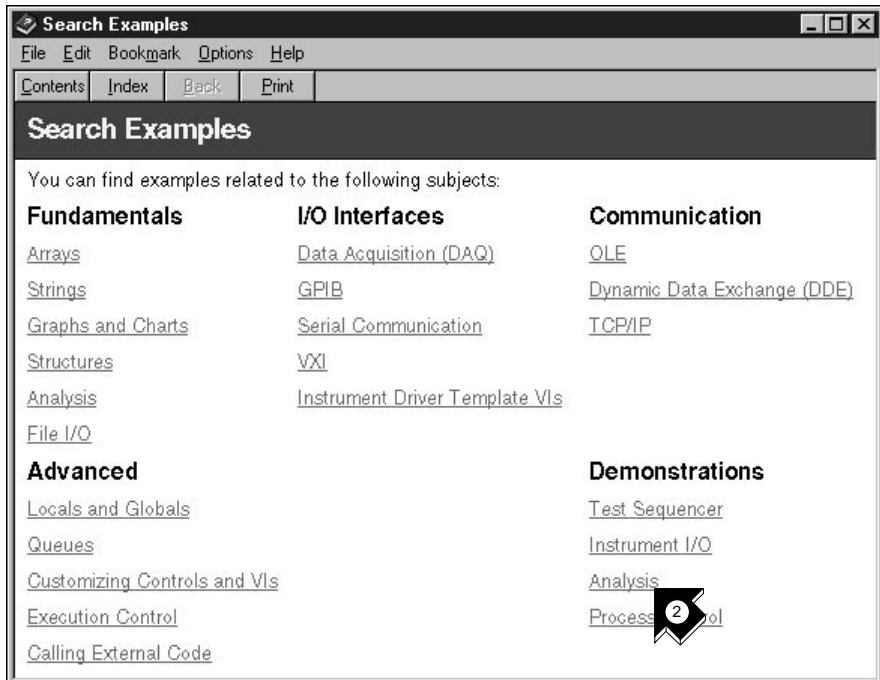 Search Examples
File Edit Bookmark Options Help
Contents Index Back Print
Search Examples
You can find examples related to the following subjects:
Fundamentals
Arrays
Strings
Graphs and Charts
Structures
Analysis
File I/O
I/O Interfaces
Data Acquisition (DAQ)
GPIB
Serial Communication
VXI
Instrument Driver Template VIs
Communication
OLE
Dynamic Data Exchange (DDE)
TCP/IP
Advanced
Locals and Globals
Queues
Customizing Controls and VIs
Execution Control
Calling External Code
Demonstrations
Test Sequencer
Instrument I/O
Analysis
Process
2